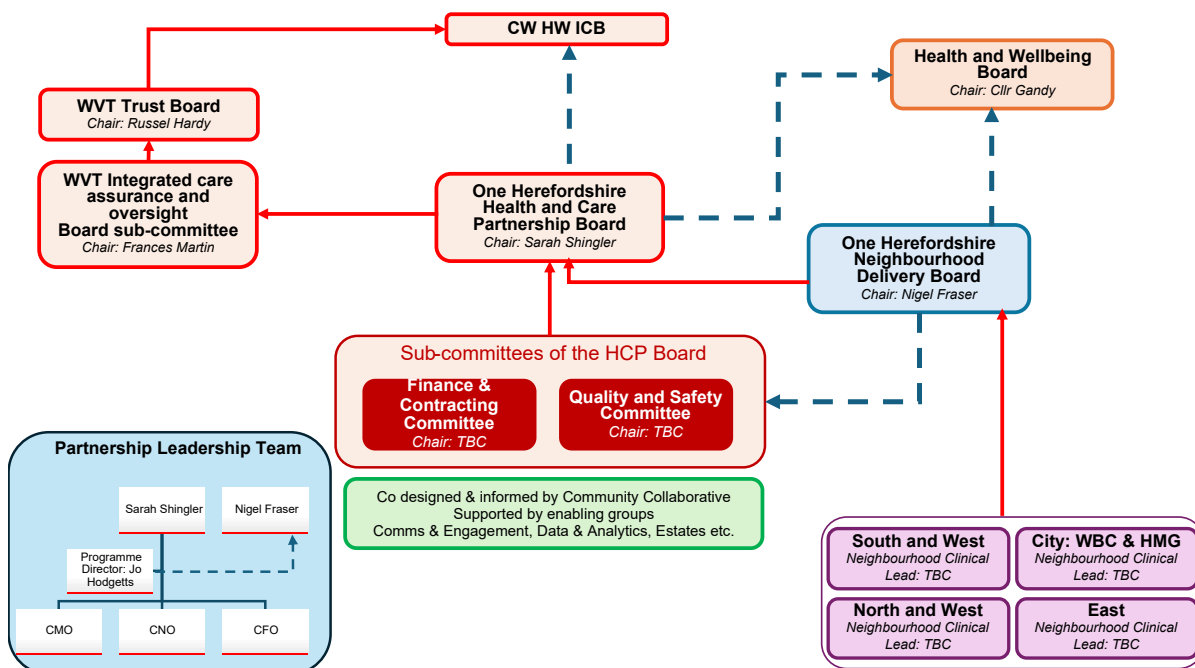 CW HW ICB
Health and Wellbeing
Board
Chair: Cllr Gandy
WVT Trust Board
Chair: Russel Hardy
WVT Integrated care
assurance and
oversight
Board sub-committee
Chair: Frances Martin
One Herefordshire
Health and Care
Partnership Board
Chair: Sarah Shingler
One Herefordshire
Neighbourhood
Delivery Board
Chair: Nigel Fraser
Sub-committees of the HCP Board
Finance &
Contracting
Committee
Chair: TBC
Quality and Safety
Committee
Chair: TBC
Partnership Leadership Team
Sarah Shingler
Nigel Fraser
Programme
Director: Jo
Hodgetts
CMO
CNO
CFO
Co designed & informed by Community Collaborative
Supported by enabling groups
Comms & Engagement, Data & Analytics, Estates etc.
South and West
Neighbourhood Clinical
Lead: TBC
City: WBC & HMG
Neighbourhood Clinical
Lead: TBC
North and West
Neighbourhood Clinical
Lead: TBC
East
Neighbourhood Clinical
Lead: TBC